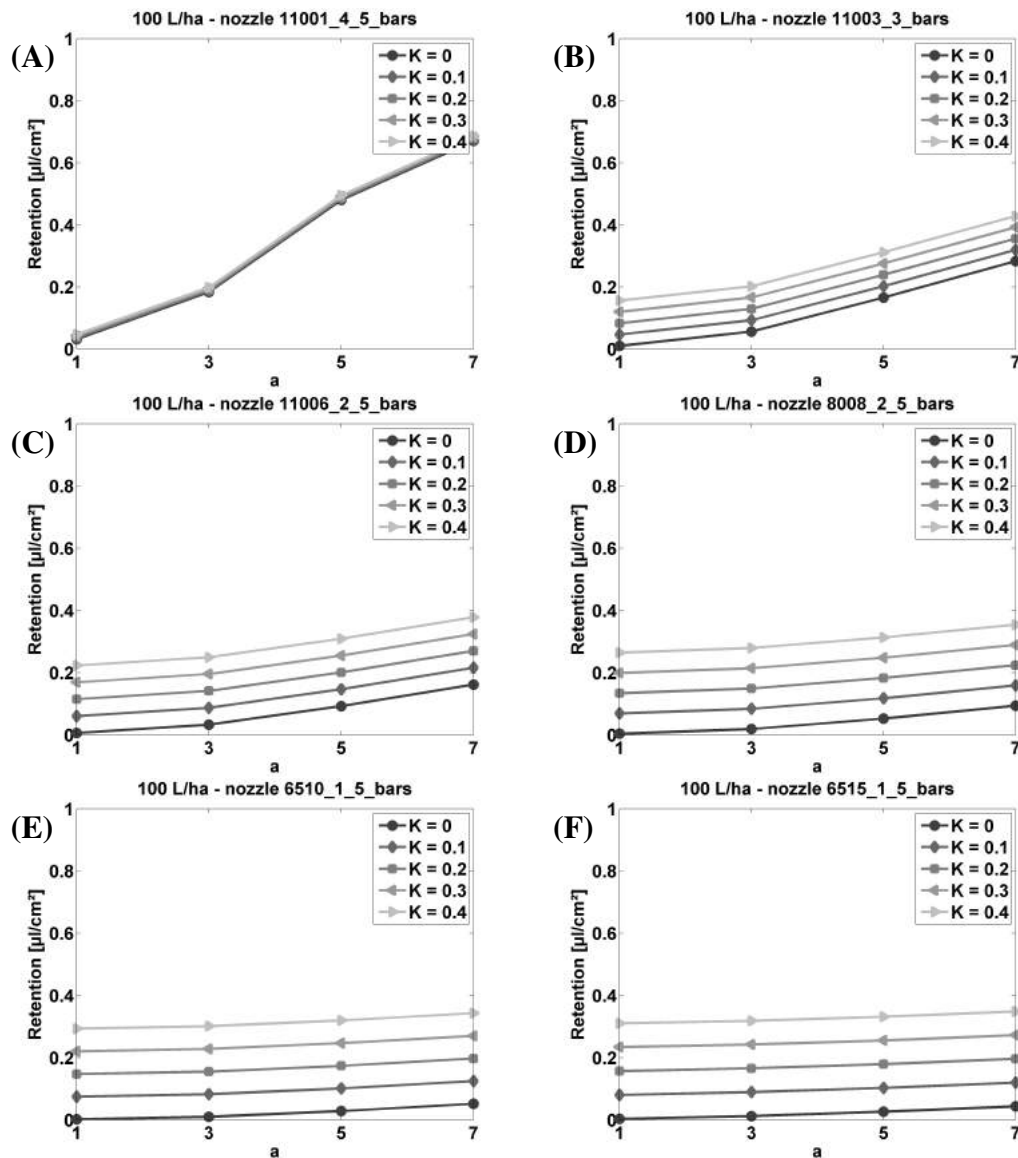 100 L/ha - nozzle 11001_4_5_bars
(A)
1
0.8
0.6
0.4
0.2
0
Retention [µl/cm²]
K = 0
K = 0.1
K = 0.2
K = 0.3
K = 0.4
1 3 5 7
a
100 L/ha - nozzle 11003_3_bars
(B)
1
0.8
0.6
0.4
0.2
0
Retention [µl/cm²]
K = 0
K = 0.1
K = 0.2
K = 0.3
K = 0.4
1 3 5 7
a
100 L/ha - nozzle 11006_2_5_bars
(C)
1
0.8
0.6
0.4
0.2
0
Retention [µl/cm²]
K = 0
K = 0.1
K = 0.2
K = 0.3
K = 0.4
1 3 5 7
a
100 L/ha - nozzle 8008_2_5_bars
(D)
1
0.8
0.6
0.4
0.2
0
Retention [µl/cm²]
K = 0
K = 0.1
K = 0.2
K = 0.3
K = 0.4
1 3 5 7
a
100 L/ha - nozzle 6510_1_5_bars
(E)
1
0.8
0.6
0.4
0.2
0
Retention [µl/cm²]
K = 0
K = 0.1
K = 0.2
K = 0.3
K = 0.4
1 3 5 7
a
100 L/ha - nozzle 6515_1_5_bars
(F)
1
0.8
0.6
0.4
0.2
0
Retention [µl/cm²]
K = 0
K = 0.1
K = 0.2
K = 0.3
K = 0.4
1 3 5 7
a